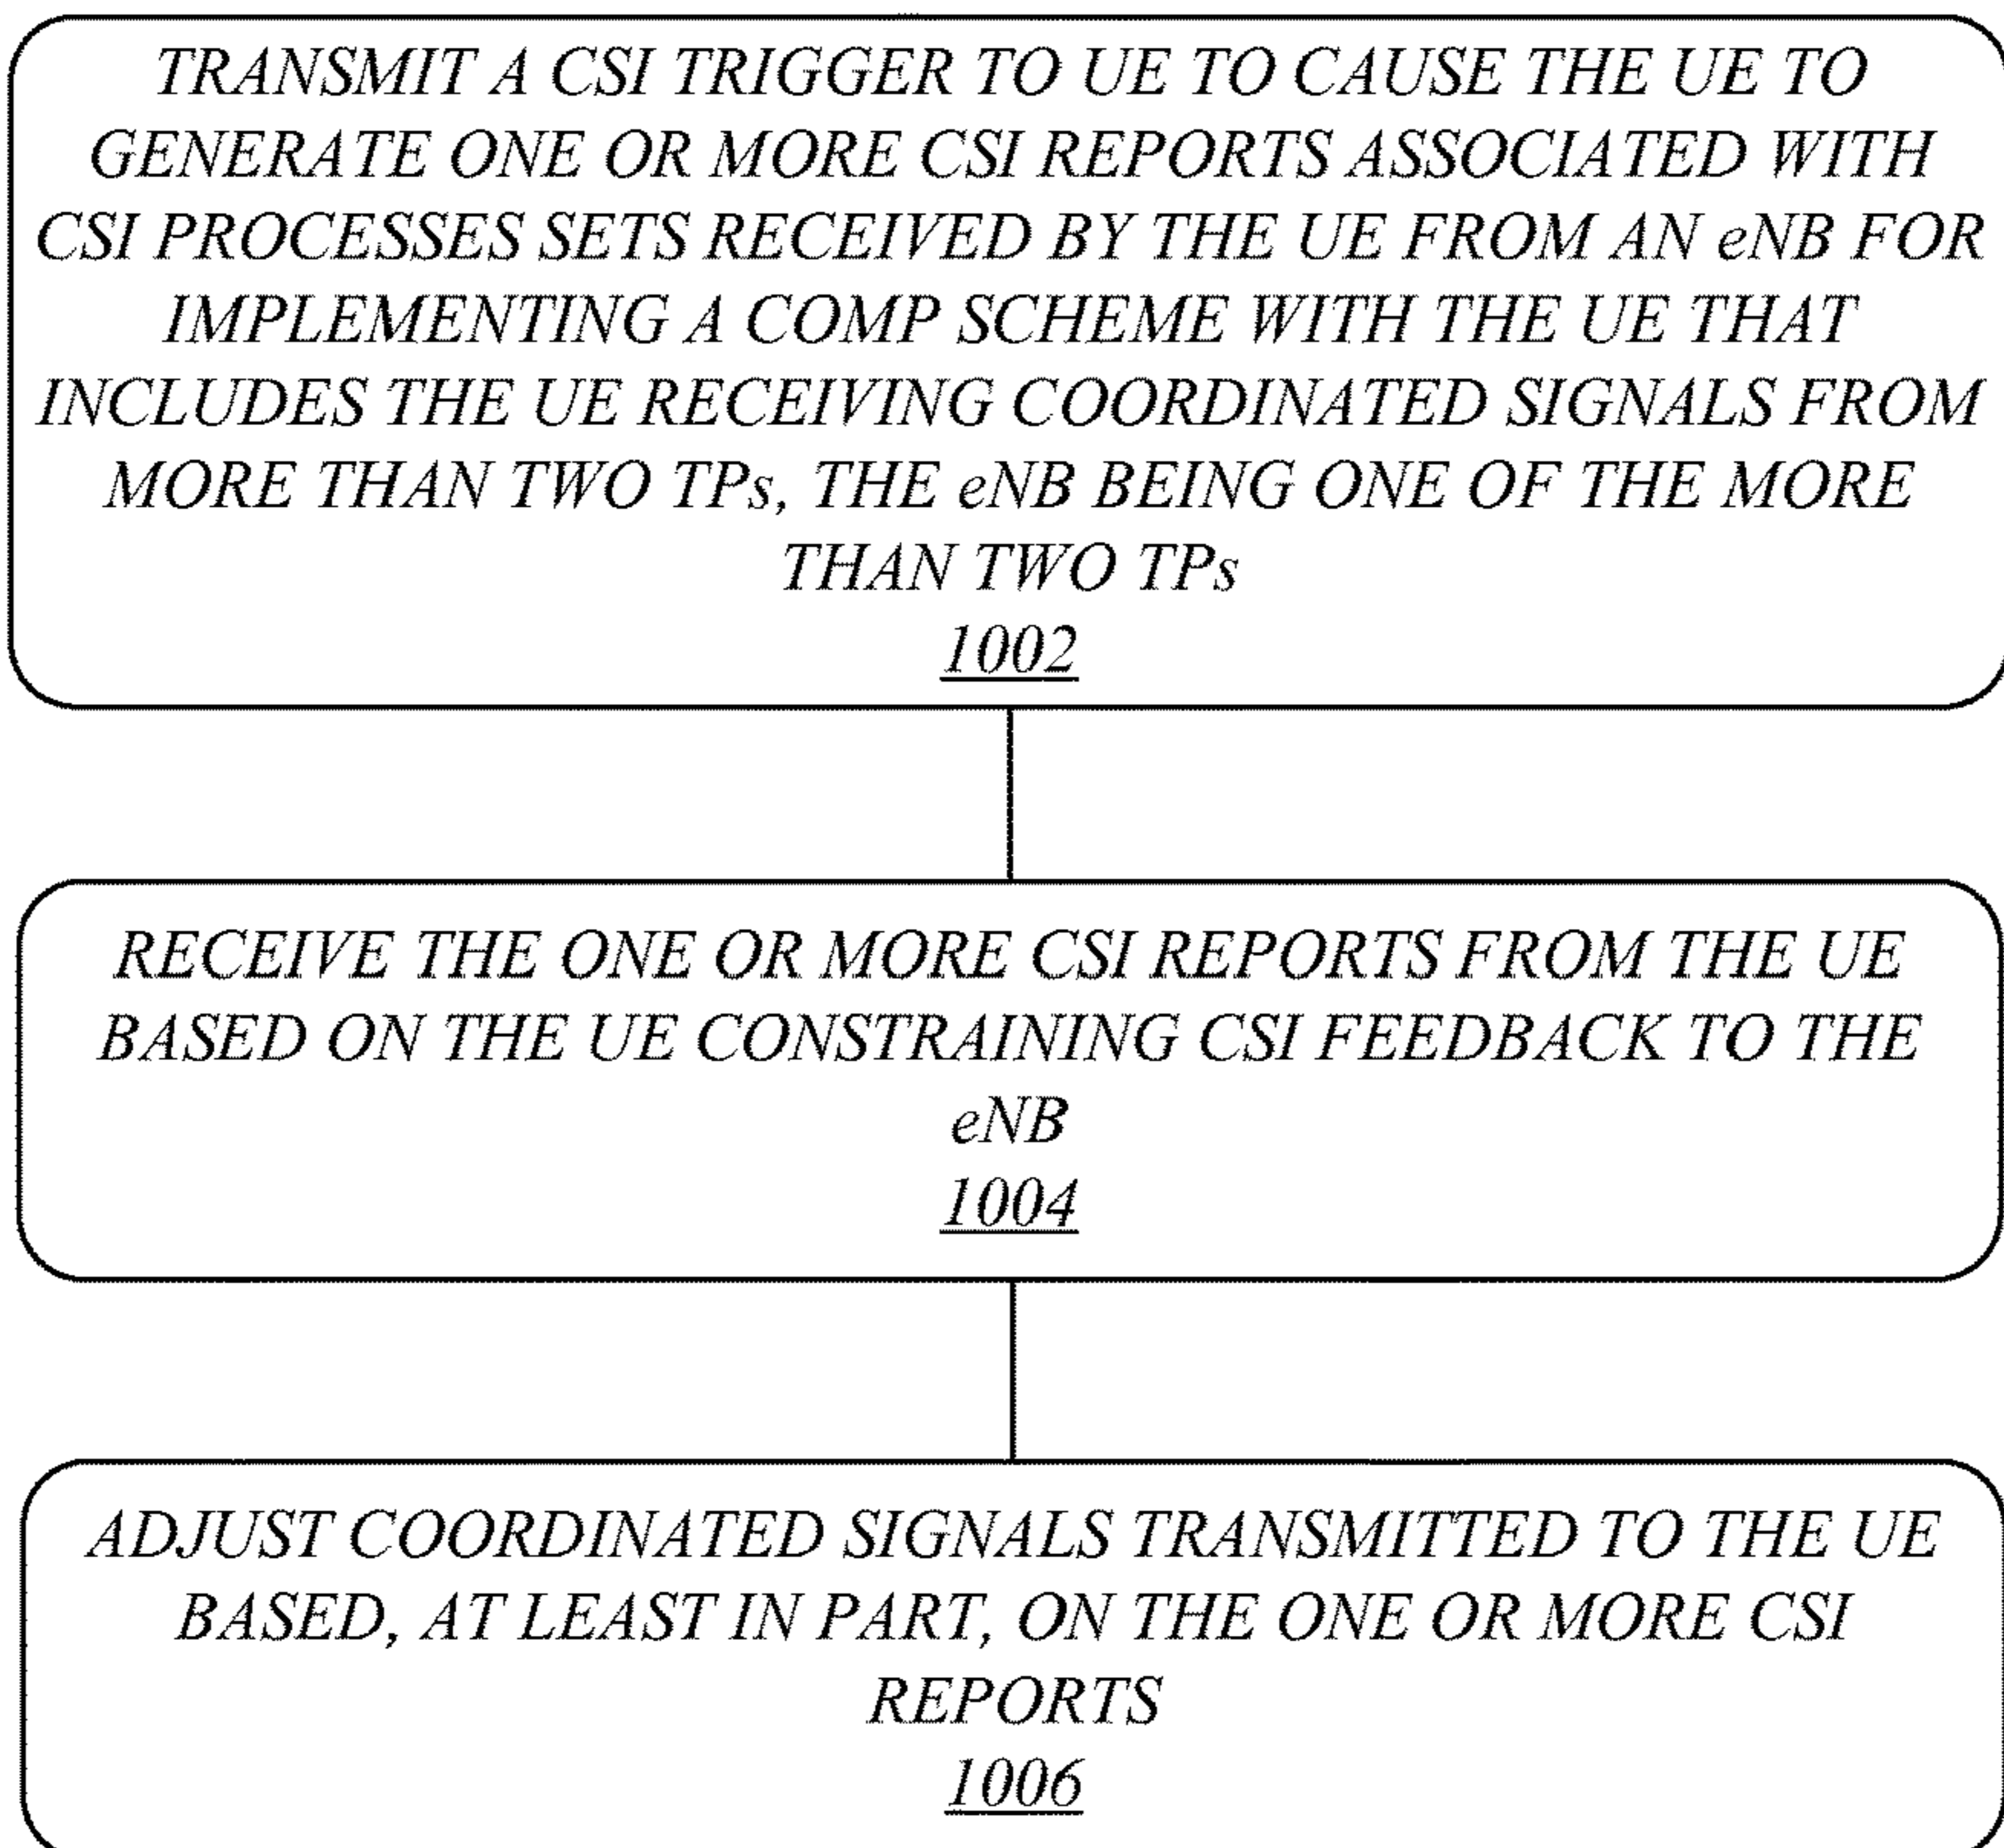 TRANSMIT A CSI TRIGGER TO UE TO CAUSE THE UE TO
GENERATE ONE OR MORE CSI REPORTS ASSOCIATED WITH
CSI PROCESSES SETS RECEIVED BY THE UE FROM AN eNB FOR
IMPLEMENTING A COMP SCHEME WITH THE UE THAT
INCLUDES THE UE RECEIVING COORDINATED SIGNALS FROM
MORE THAN TWO TPs, THE eNB BEING ONE OF THE MORE
THAN TWO TPs
1002
RECEIVE THE ONE OR MORE CSI REPORTS FROM THE UE
BASED ON THE UE CONSTRAINING CSI FEEDBACK TO THE
eNB
1004
ADJUST COORDINATED SIGNALS TRANSMITTED TO THE UE
BASED, AT LEAST IN PART, ON THE ONE OR MORE CSI
REPORTS
1006